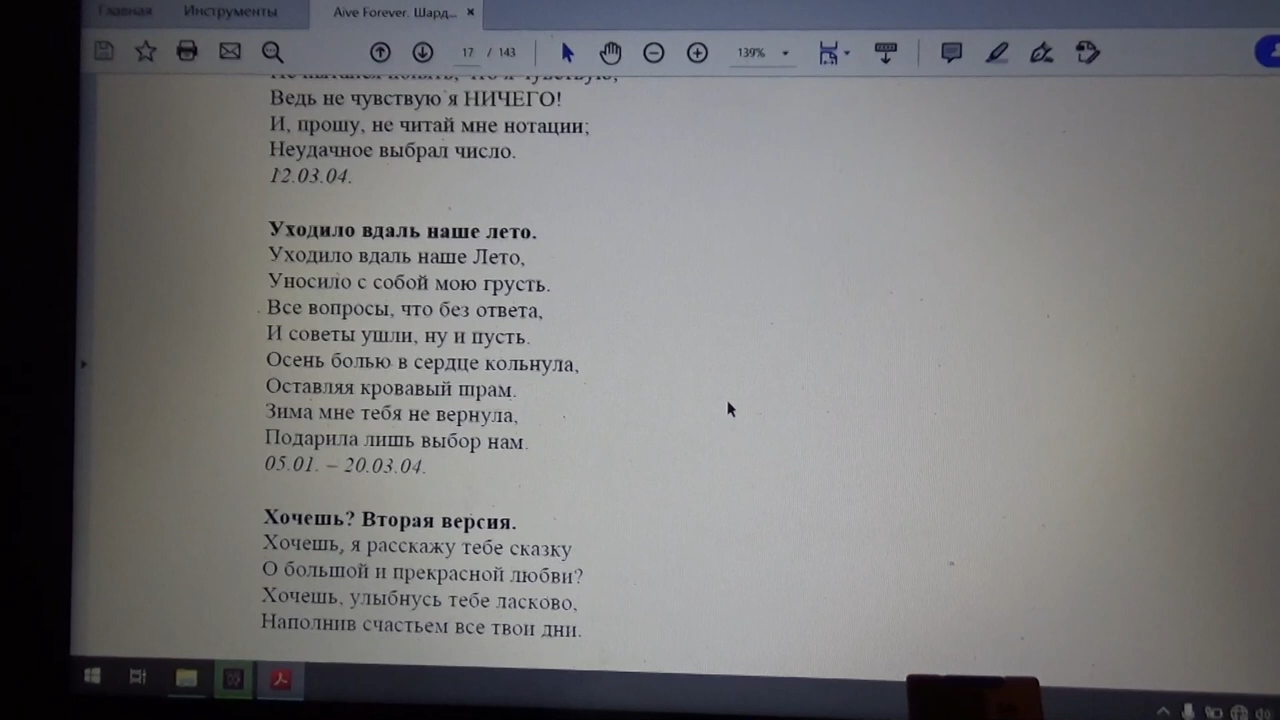 Главная Инструменты Aive Forever. Шард... ×
17 / 143 139%
Ведь не чувствую я НИЧЕГО!
И, прошу, не читай мне нотации;
Неудачное выбрал число.
12.03.04.
Уходило вдаль наше лето.
Уходило вдаль наше Лето,
Уносило с собой мою грусть.
Все вопросы, что без ответа,
И советы ушли, ну и пусть.
Осень болью в сердце кольнула,
Оставляя кровавый шрам.
Зима мне тебя не вернула,
Подарила лишь выбор нам.
05.01. – 20.03.04.
Хочешь? Вторая версия.
Хочешь, я расскажу тебе сказку
О большой и прекрасной любви?
Хочешь, улыбнусь тебе ласково,
Наполнив счастьем все твои дни.